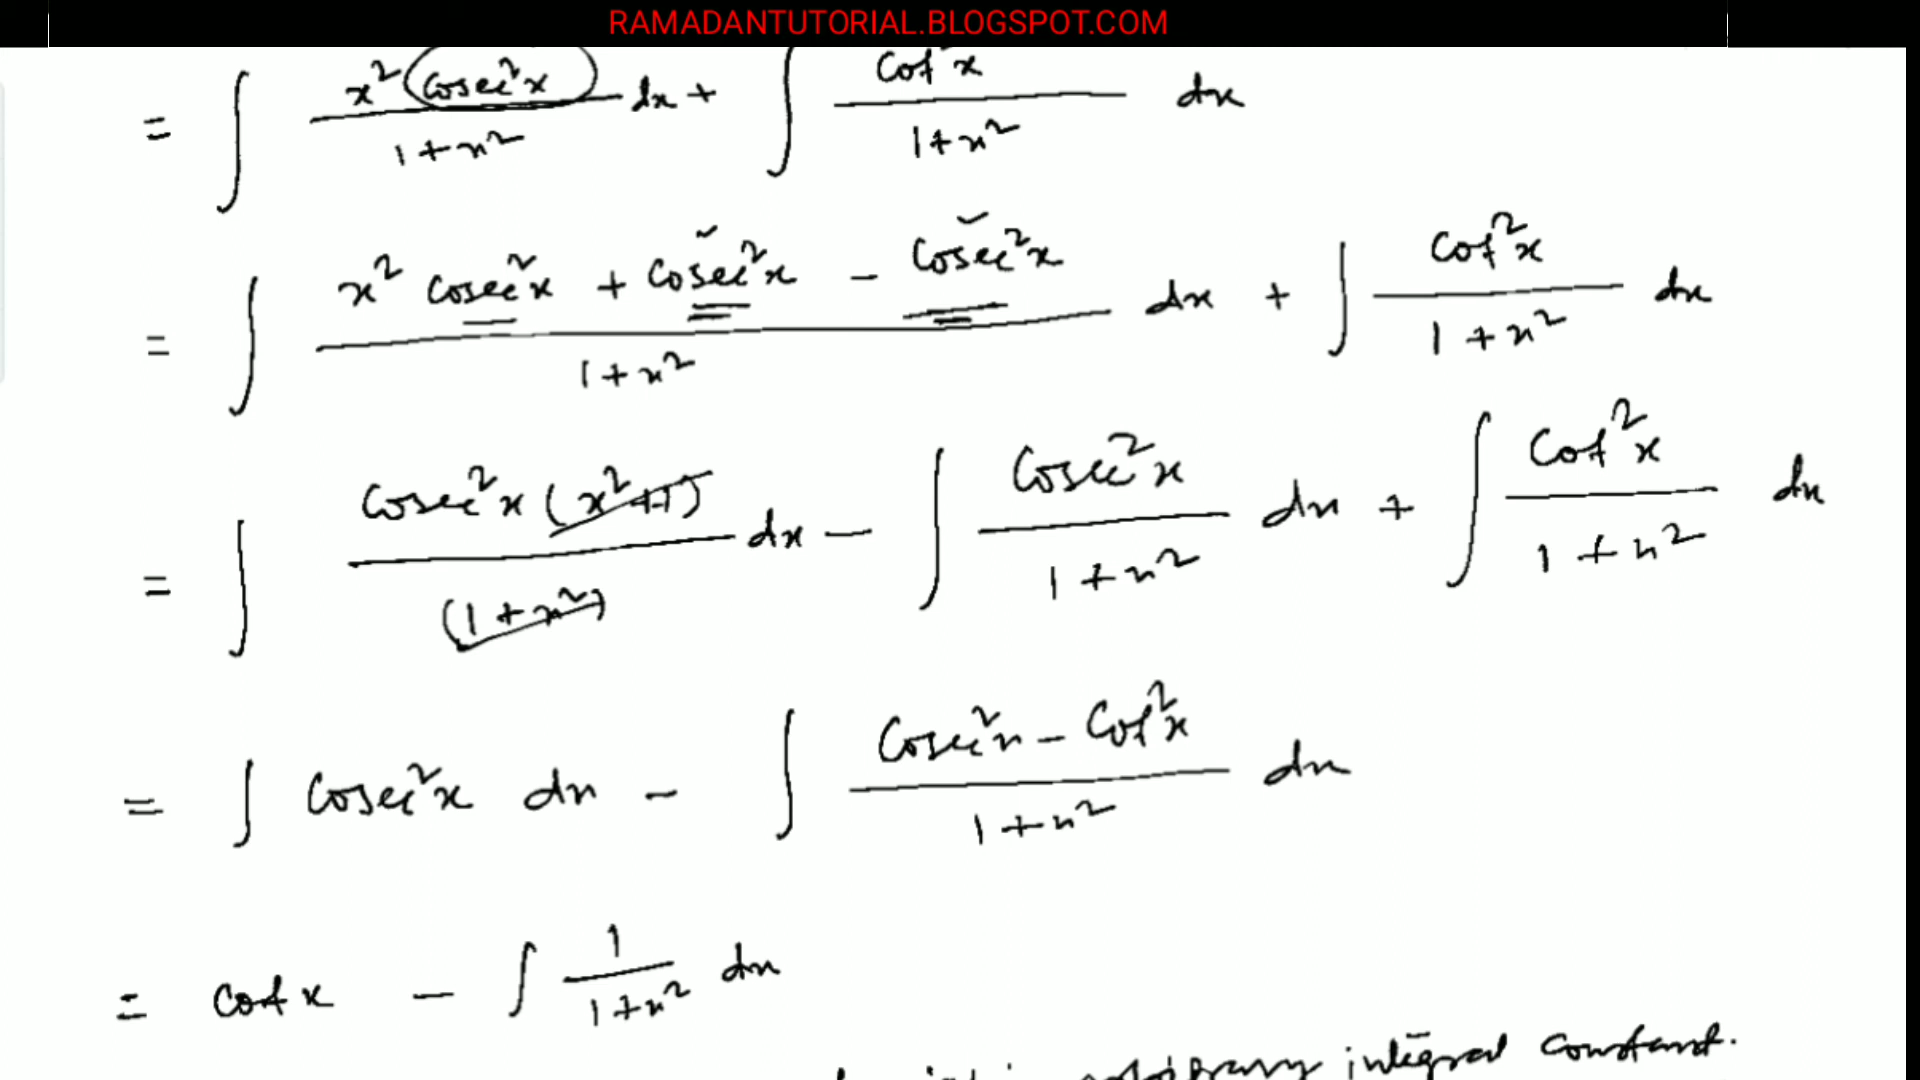 RAMADANTUTORIAL.BLOGSPOT.COM
= ∫ x² cosec²x / 1+x² dx + ∫ cot²x / 1+x² dx
= ∫ x² cosec²x + cosec²x - cosec²x / 1+x² dx + ∫ cot²x / 1+x² dx
= ∫ cosec²x (x²+1) / (1+x²) dx - ∫ cosec²x / 1+x² dx + ∫ cot²x / 1+x² dx
= ∫ cosec²x dx - ∫ cosec²x - cot²x / 1+x² dx
= cot x - ∫ 1 / 1+x² dx
integral constant.